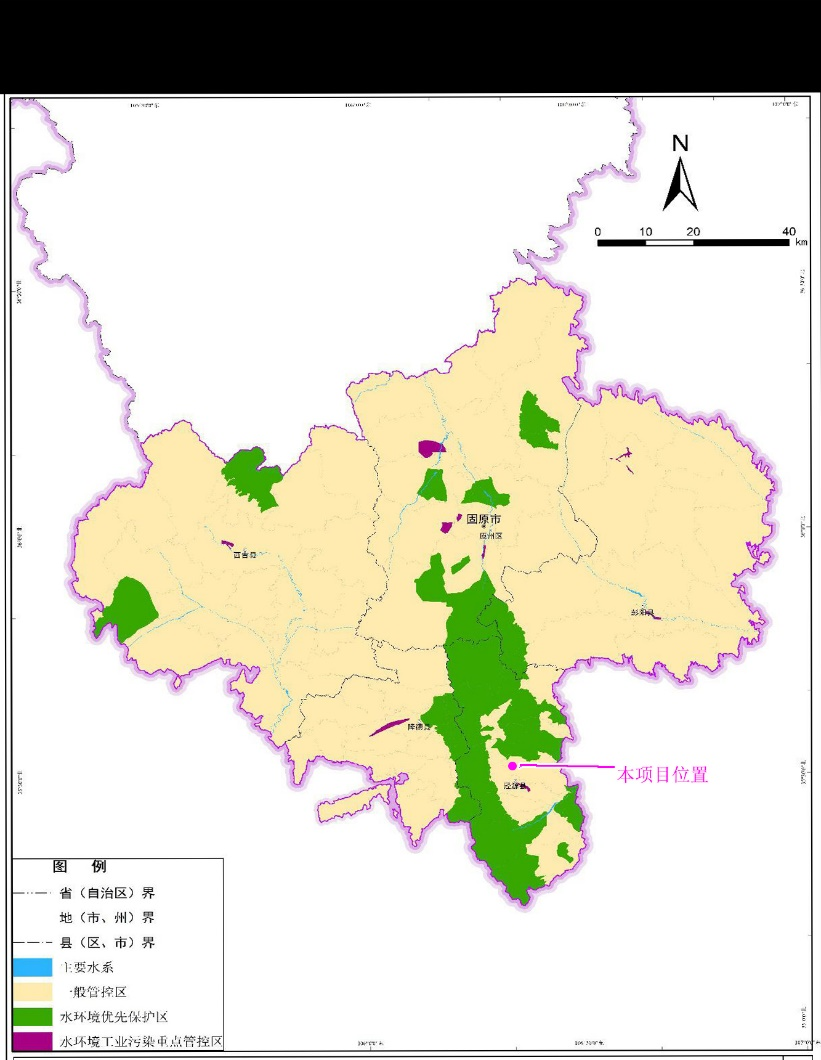 N
0 10 20 40
km
固原市
原州区
西吉县
彭阳县
隆德县
本项目位置
泾源县
图 例
省（自治区）界
地（市、州）界
县（区、市）界
主要水系
一般管控区
水环境优先保护区
水环境工业污染重点管控区